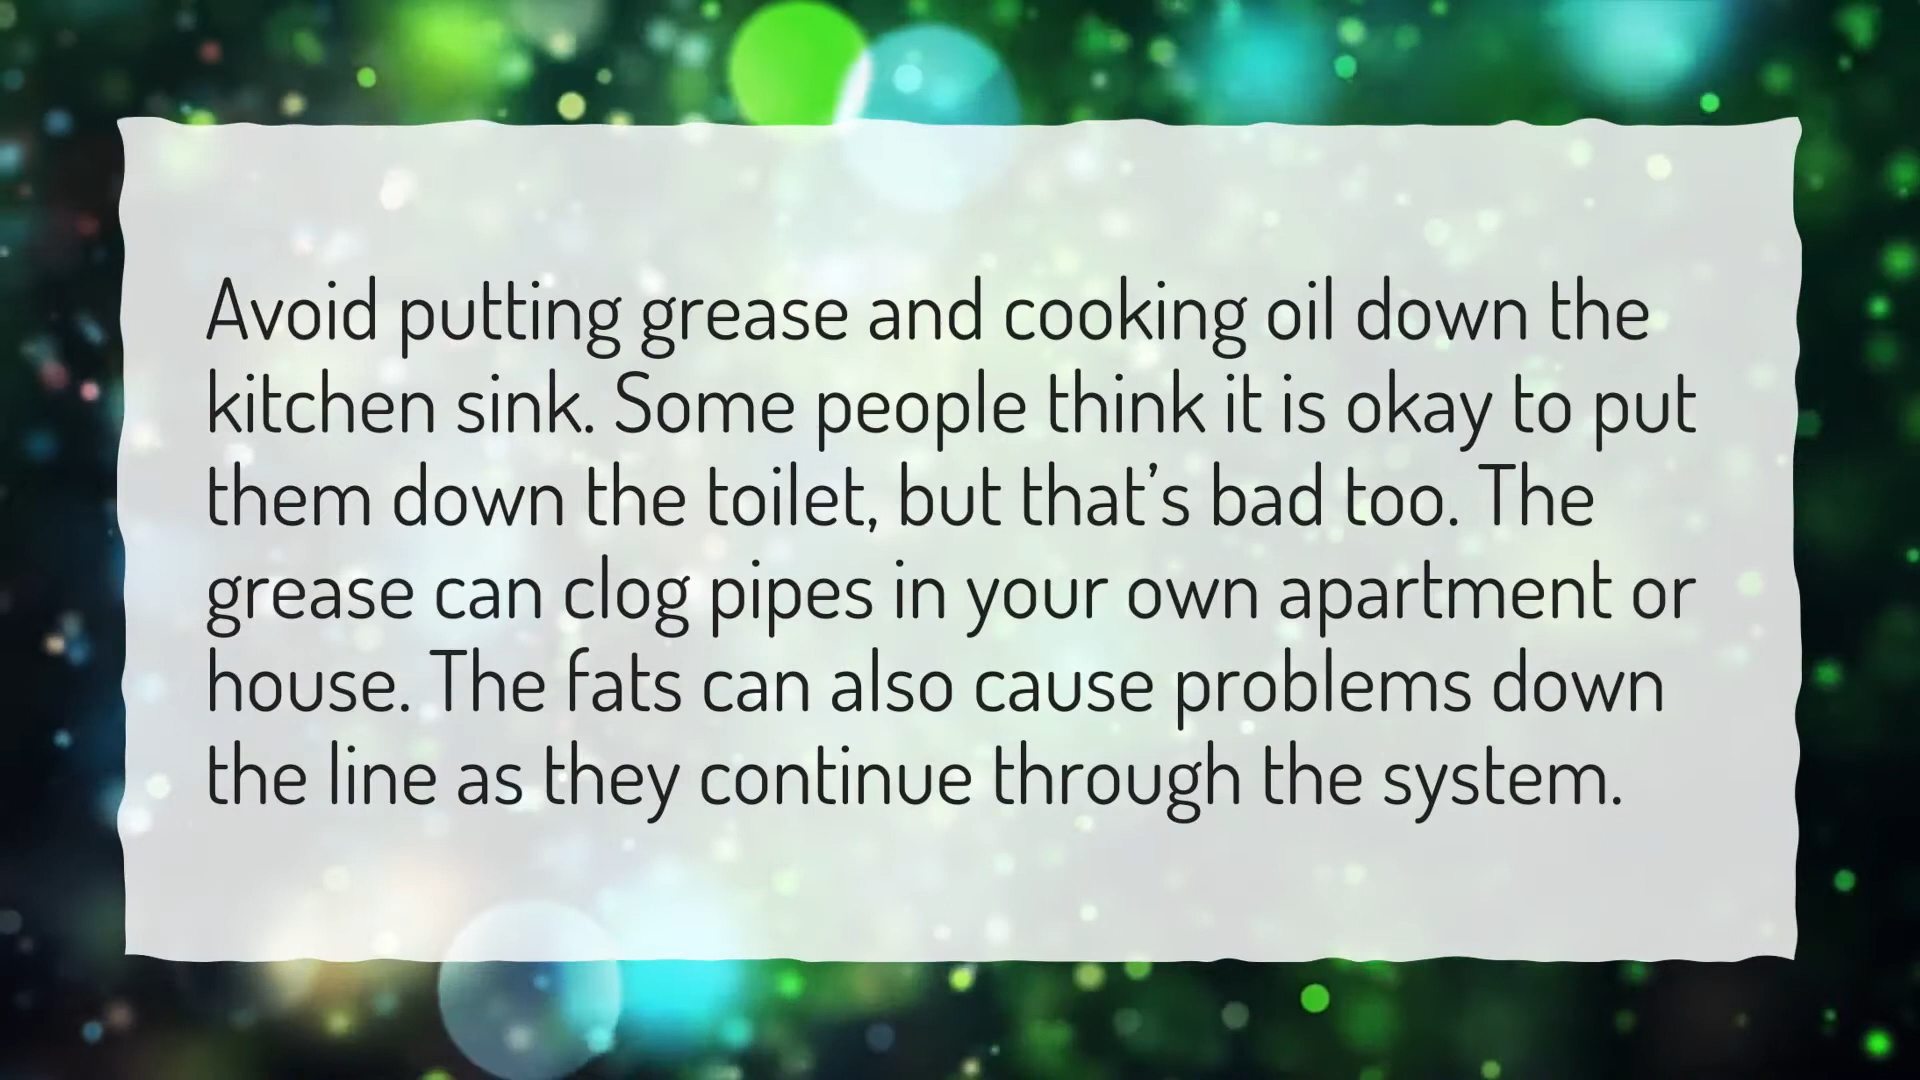 Avoid putting grease and cooking oil down the
kitchen sink. Some people think it is okay to put
them down the toilet, but that’s bad too. The
grease can clog pipes in your own apartment or
house. The fats can also cause problems down
the line as they continue through the system.